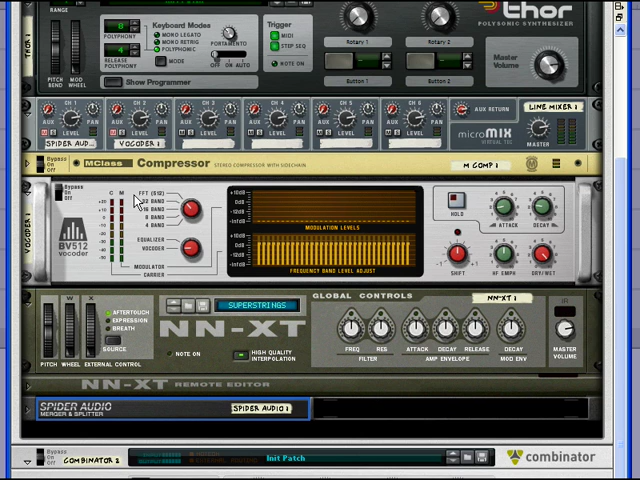 RANGE
TRACK 1
PITCH BEND
MOD WHEEL
8
POLYPHONY
4
RELEASE POLYPHONY
Keyboard Modes
MONO LEGATO
MONO RETRIG
POLYPHONIC
MODE
PORTAMENTO
OFF ON AUTO
Show Programmer
Trigger
MIDI
STEP SEQ
NOTE ON
Rotary 1
Rotary 2
Button 1
Button 2
thor
POLYSONIC SYNTHESIZER
Master Volume
CH 1
CH 2
CH 3
CH 4
CH 5
CH 6
AUX
PAN
LEVEL
M S
SPIDER AUD...
VOCODER 1
AUX RETURN
LINE MIXER 1
microMIX
MASTER
Bypass
On
Off
MClass Compressor
STEREO COMPRESSOR WITH SIDECHAIN
M COMP 1
VOCODER 1
Bypass
On
Off
BV512
vocoder
C M
MODULATOR
CARRIER
FFT (512)
32 BAND
16 BAND
8 BAND
4 BAND
EQUALIZER
VOCODER
MODULATION LEVELS
FREQUENCY BAND LEVEL ADJUST
HOLD
ATTACK
DECAY
SHIFT
HF EMPH
DRY/WET
W X
AFTERTOUCH
EXPRESSION
BREATH
SOURCE
PITCH WHEEL EXTERNAL CONTROL
SUPERSTRINGS
NN-XT
NOTE ON
HIGH QUALITY INTERPOLATION
GLOBAL CONTROLS
NN-XT 1
FREQ RES ATTACK DECAY RELEASE DECAY
FILTER AMP ENVELOPE MOD ENV
MASTER VOLUME
NN-XT REMOTE EDITOR
SPIDER AUDIO
MERGER & SPLITTER
SPIDER AUDIO 1
Bypass
On
Off
COMBINATOR 2
Init Patch
combinator